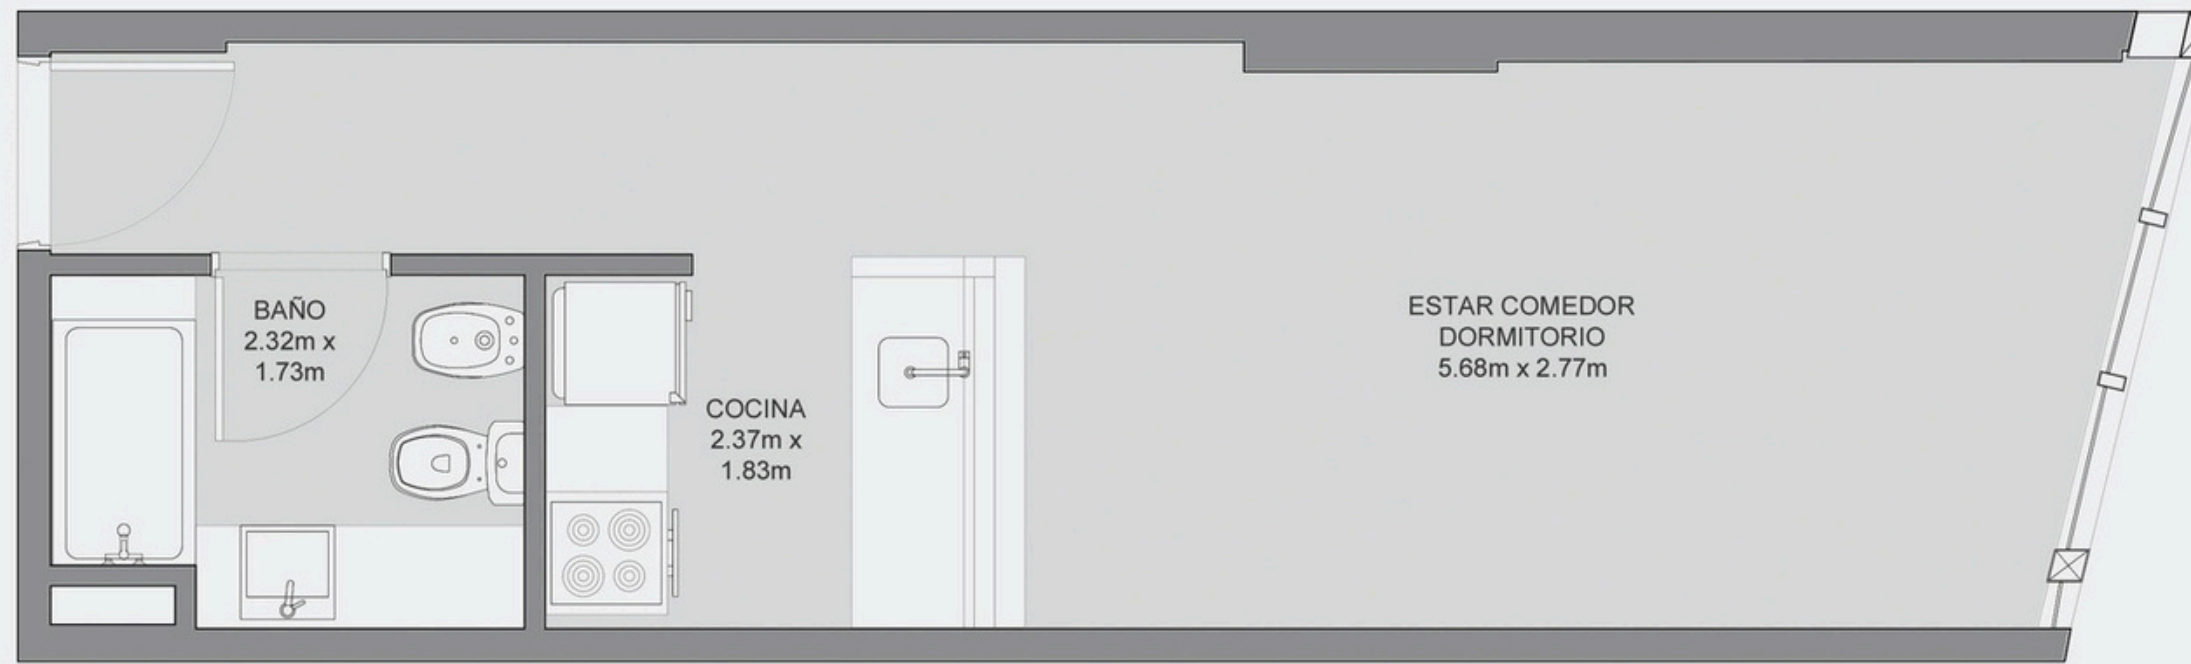 BAÑO
2.32m x
1.73m
COCINA
2.37m x
1.83m
ESTAR COMEDOR
DORMITORIO
5.68m x 2.77m